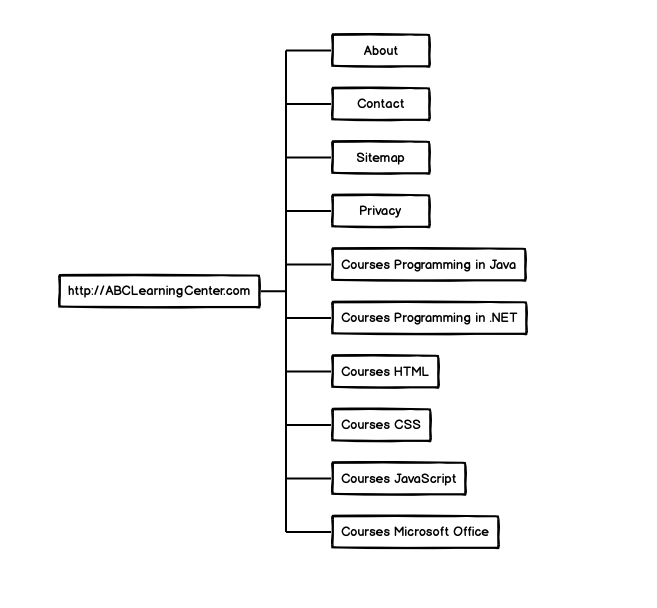 About
Contact
Sitemap
Privacy
Courses Programming in Java
http://ABCLearningCenter.com
Courses Programming in .NET
Courses HTML
Courses CSS
Courses JavaScript
Courses Microsoft Office